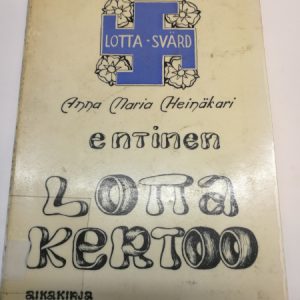 LOTTA-SVÄRD
Anna Maria Heinäkari
entinen
LOTTA
KERTOO
aikakirja